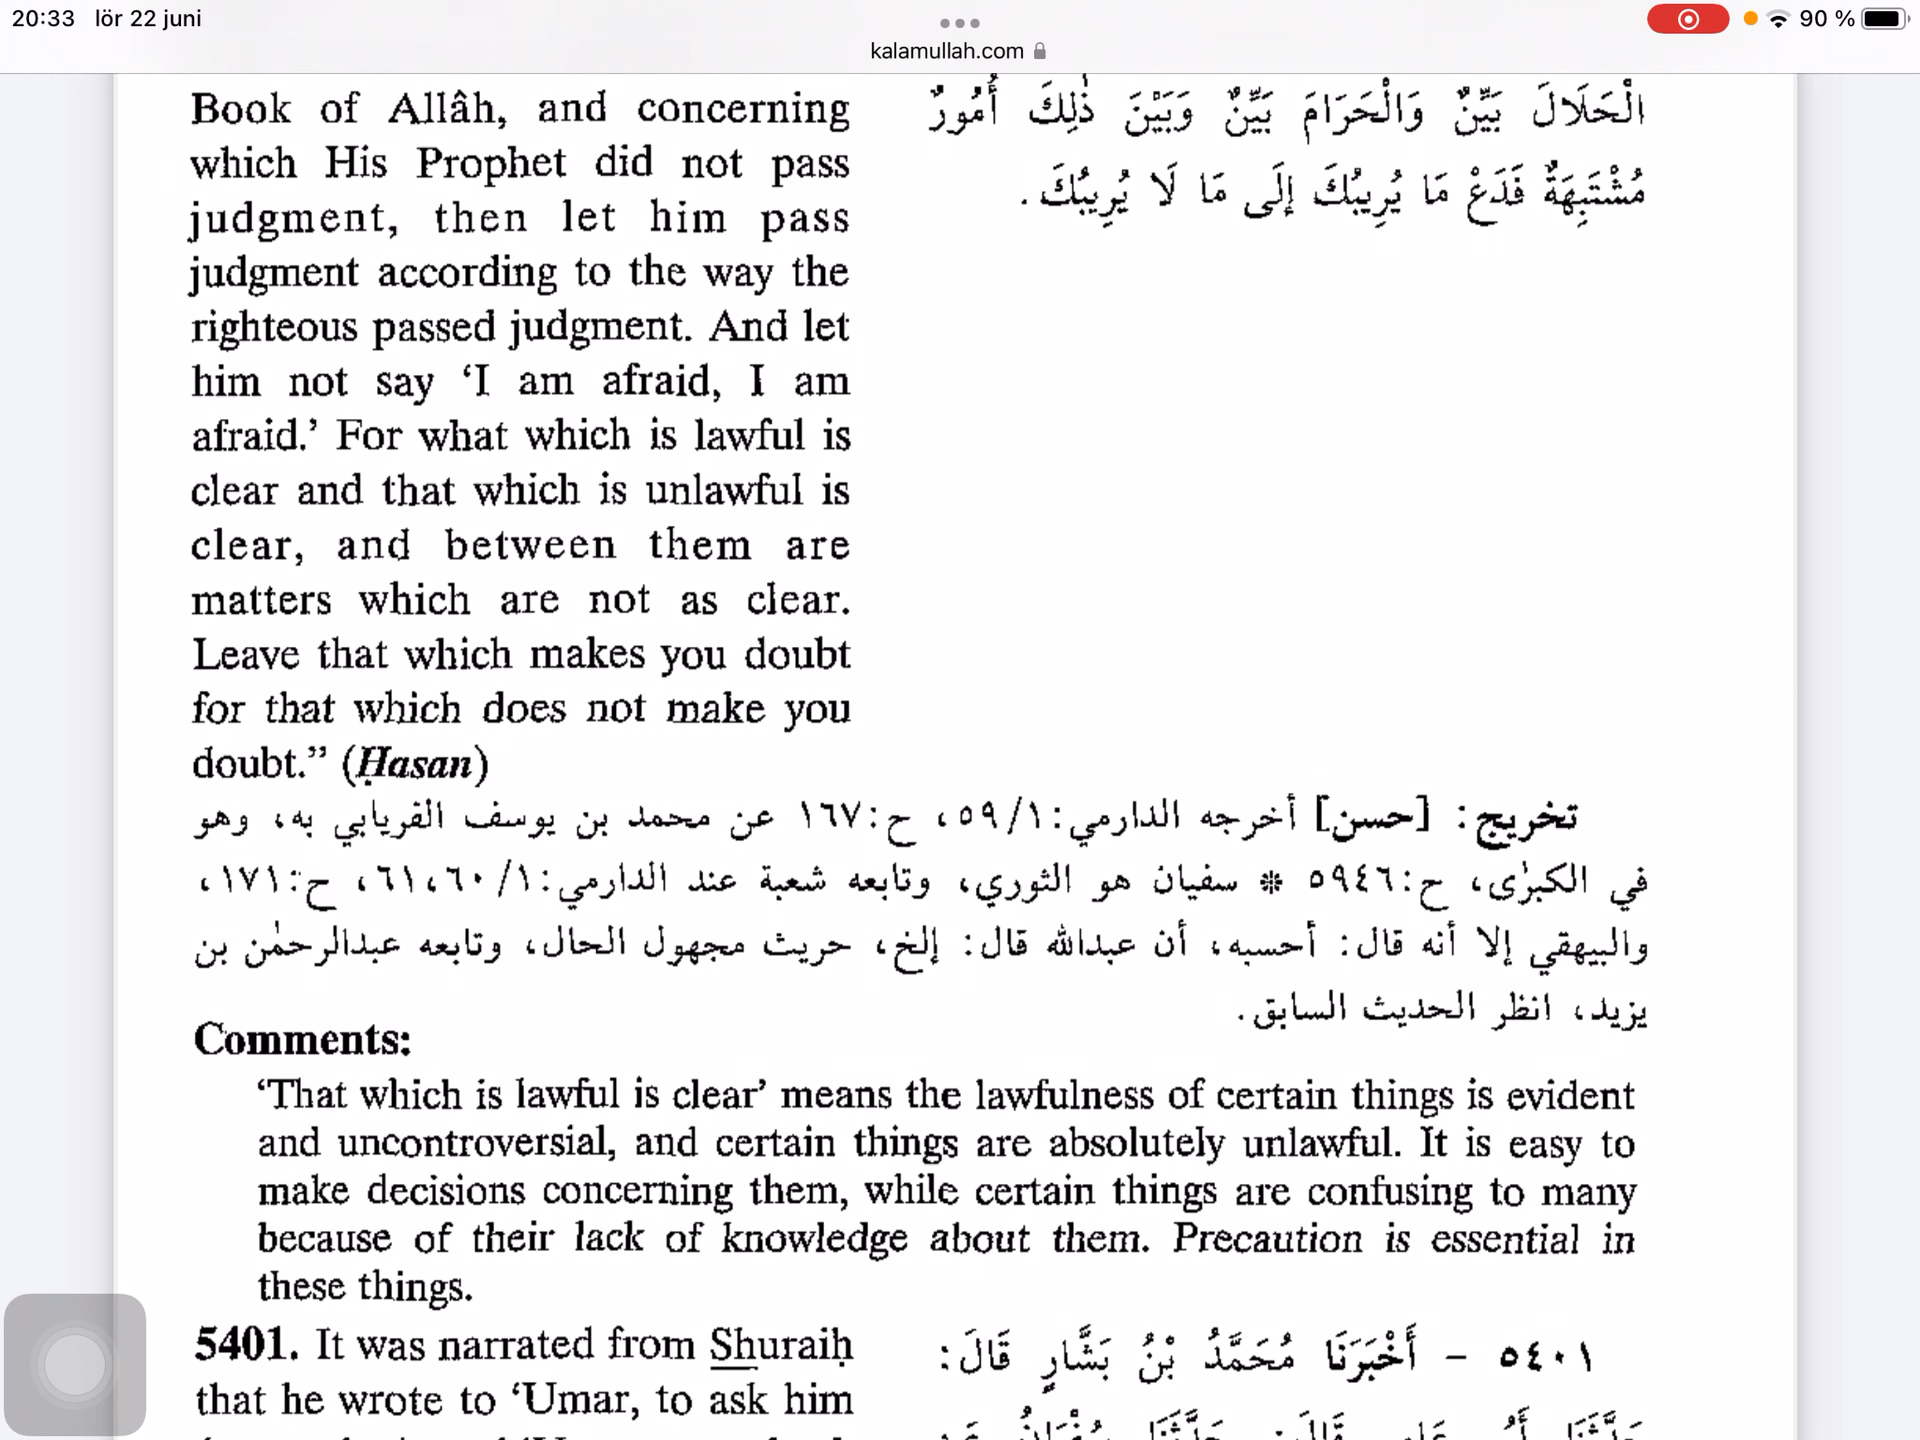 20:33 lör 22 juni
90 %
kalamullah.com
Book of Allâh, and concerning
which His Prophet did not pass
judgment, then let him pass
judgment according to the way the
righteous passed judgment. And let
him not say ‘I am afraid, I am
afraid.’ For what which is lawful is
clear and that which is unlawful is
clear, and between them are
matters which are not as clear.
Leave that which makes you doubt
for that which does not make you
doubt.” (Ḥasan)
الْحَلَالَ بَيِّنٌ وَالْحَرَامَ بَيِّنٌ وَبَيْنَ ذٰلِكَ أُمُورٌ
مُشْتَبِهَةٌ فَدَعْ مَا يُرِيبُكَ إِلَى مَا لَا يُرِيبُكَ .
تخريج: [حسن] أخرجه الدارمي:١/ ٥٩، ح:١٦٧ عن محمد بن يوسف الفريابي به، وهو
في الكبرٰى، ح:٥٩٤٦ * سفيان هو الثوري، وتابعه شعبة عند الدارمي:١/ ٦٠،٦١، ح:١٧١،
والبيهقي إلا أنه قال: أحسبه، أن عبدالله قال: إلخ، حريث مجهول الحال، وتابعه عبدالرحمٰن بن
يزيد، انظر الحديث السابق.
Comments:
‘That which is lawful is clear’ means the lawfulness of certain things is evident
and uncontroversial, and certain things are absolutely unlawful. It is easy to
make decisions concerning them, while certain things are confusing to many
because of their lack of knowledge about them. Precaution is essential in
these things.
5401. It was narrated from Shuraiḥ
that he wrote to ‘Umar, to ask him
٥٤٠١ - أَخْبَرَنَا مُحَمَّدُ بْنُ بَشَّارٍ قَالَ: